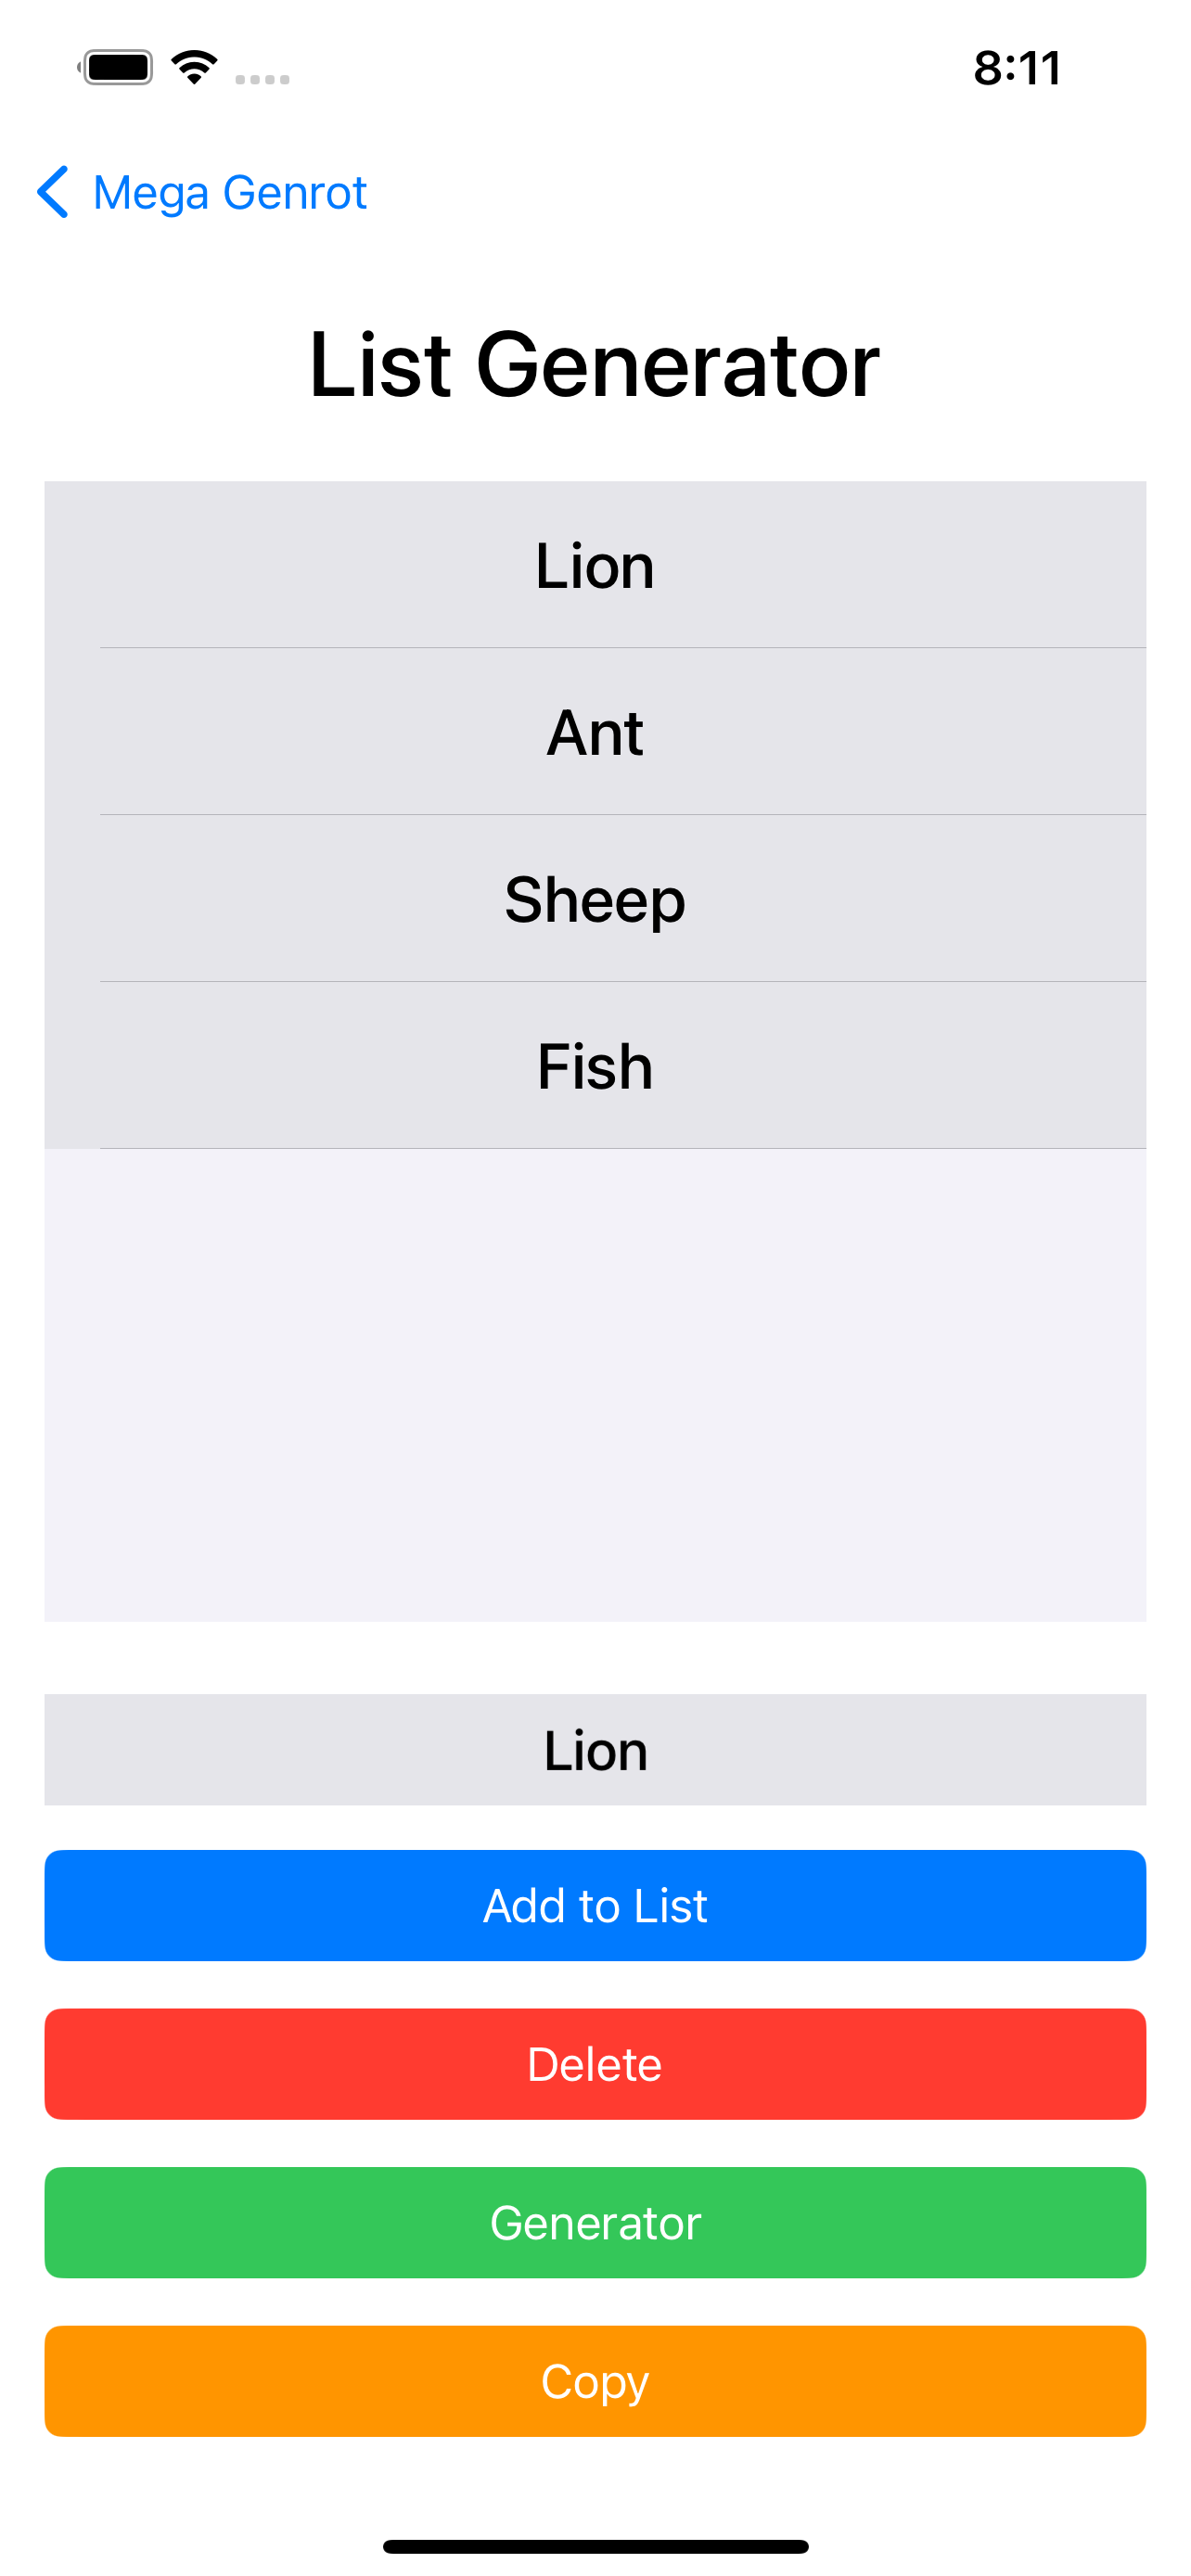 8:11
Mega Genrot
List Generator
Lion
Ant
Sheep
Fish
Lion
Add to List
Delete
Generator
Copy